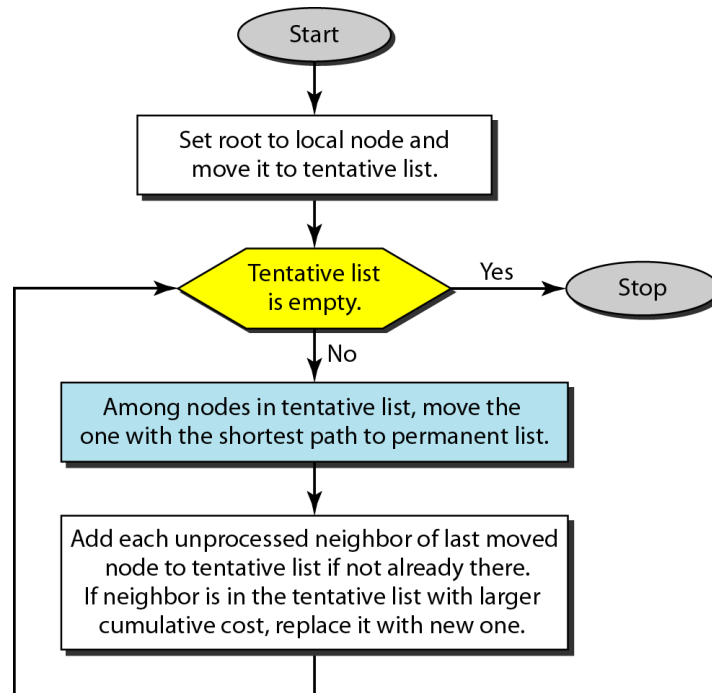 Start
Set root to local node and
move it to tentative list.
Tentative list
is empty.
Yes
Stop
No
Among nodes in tentative list, move the
one with the shortest path to permanent list.
Add each unprocessed neighbor of last moved
node to tentative list if not already there.
If neighbor is in the tentative list with larger
cumulative cost, replace it with new one.